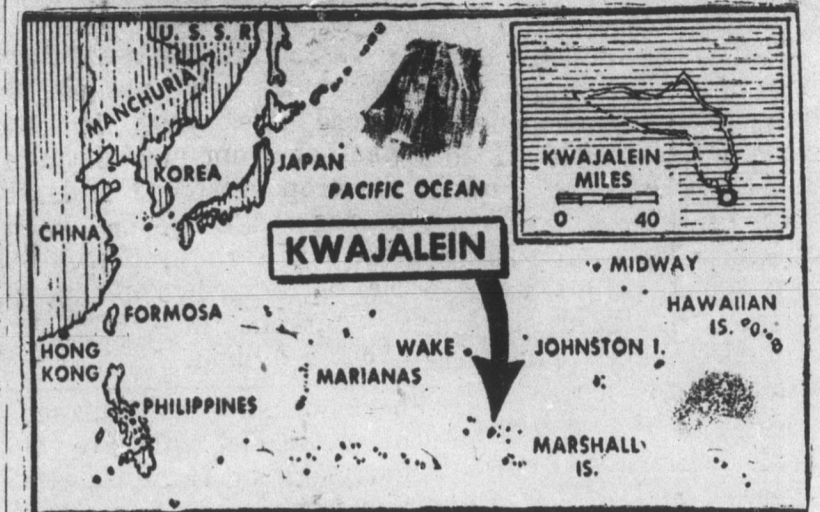 U. S. S. R.
MANCHURIA
KOREA
JAPAN
PACIFIC OCEAN
CHINA
KWAJALEIN
MILES
0 40
KWAJALEIN
MIDWAY
HAWAIIAN
IS.
FORMOSA
HONG
KONG
WAKE
JOHNSTON I.
MARIANAS
PHILIPPINES
MARSHALL
IS.